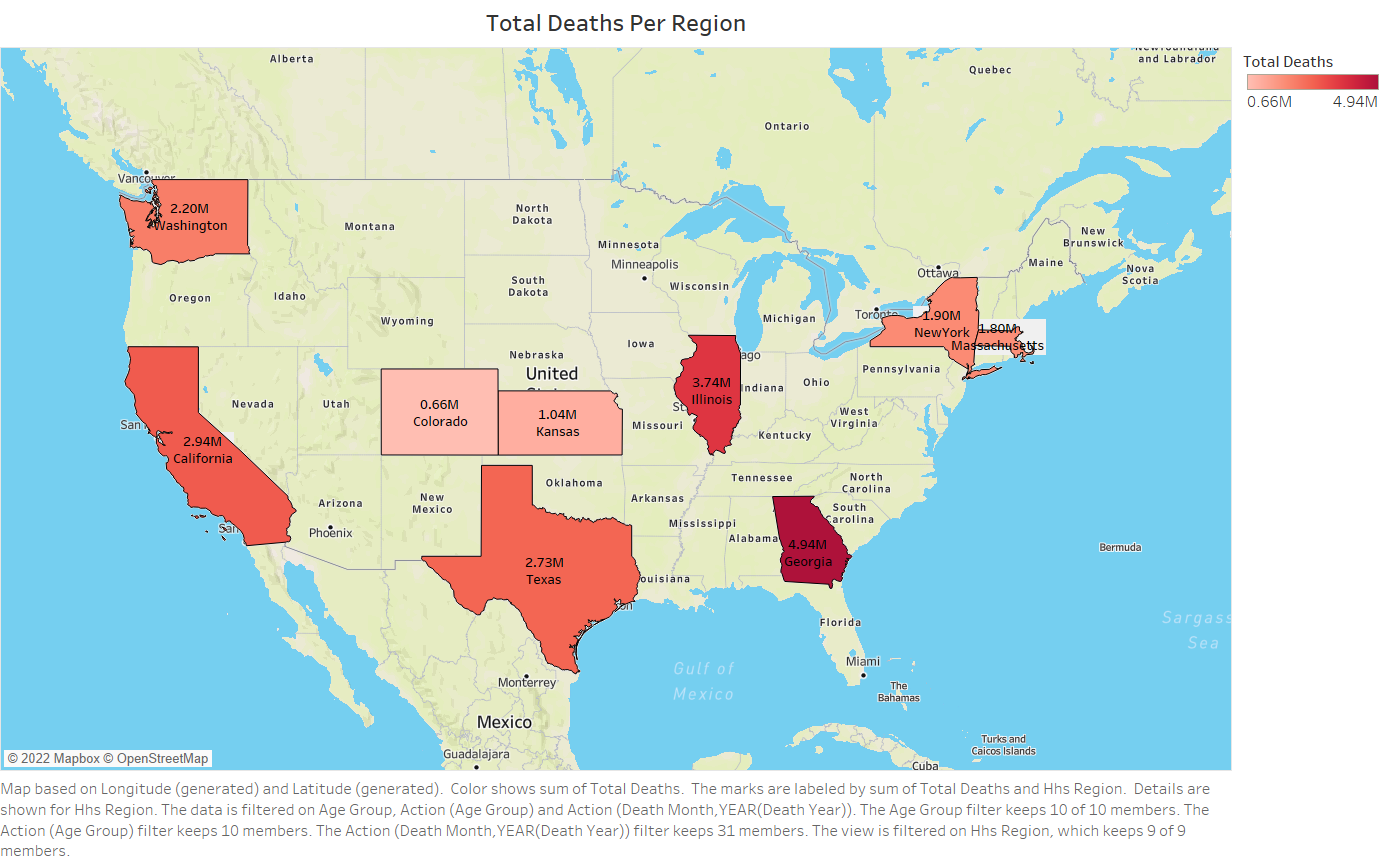 Total Deaths Per Region
Total Deaths
0.66M 4.94M
Newfoundland
and Labrador
Alberta
Quebec
Ontario
Vancouver
2.20M
Washington
Montana
North
Dakota
Minnesota
Minneapolis
New
Brunswick
Maine
Ottawa
Nova
Scotia
South
Dakota
Wisconsin
Oregon
Idaho
Wyoming
Michigan
Toronto
1.90M
NewYork
1.80M
Massachusetts
Iowa
ago
Nebraska
United
Pennsylvania
3.74M
Illinois
Indiana
Ohio
0.66M
Colorado
Nevada
Utah
1.04M
Kansas
St
Missouri
West
Virginia
San
2.94M
California
Kentucky
Oklahoma
Tennessee
North
Carolina
Arizona
New
Mexico
Arkansas
South
Carolina
San
Phoenix
Mississippi
Alabama
4.94M
Georgia
Bermuda
2.73M
Texas
ouisiana
on
Florida
Sargass
Sea
Gulf of
Mexico
Miami
Monterrey
The
Bahamas
Mexico
Turks and
Caicos Islands
Guadalajara
Cuba
© 2022 Mapbox © OpenStreetMap
Map based on Longitude (generated) and Latitude (generated).  Color shows sum of Total Deaths.  The marks are labeled by sum of Total Deaths and Hhs Region.  Details are
shown for Hhs Region. The data is filtered on Age Group, Action (Age Group) and Action (Death Month,YEAR(Death Year)). The Age Group filter keeps 10 of 10 members. The
Action (Age Group) filter keeps 10 members. The Action (Death Month,YEAR(Death Year)) filter keeps 31 members. The view is filtered on Hhs Region, which keeps 9 of 9
members.